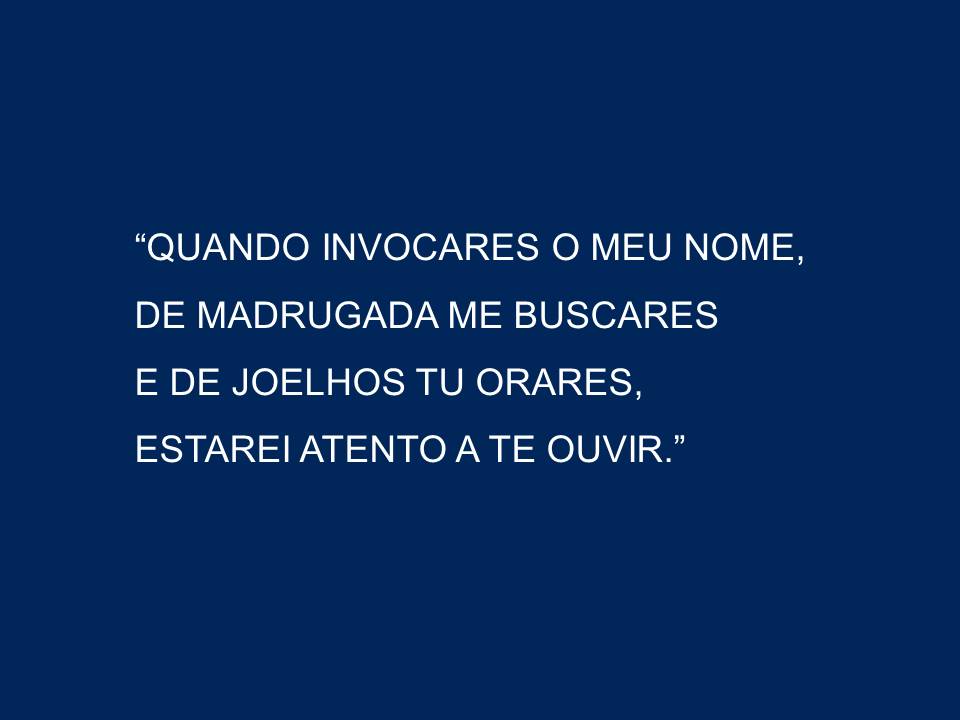 “QUANDO INVOCARES O MEU NOME,
DE MADRUGADA ME BUSCARES
E DE JOELHOS TU ORARES,
ESTAREI ATENTO A TE OUVIR.”